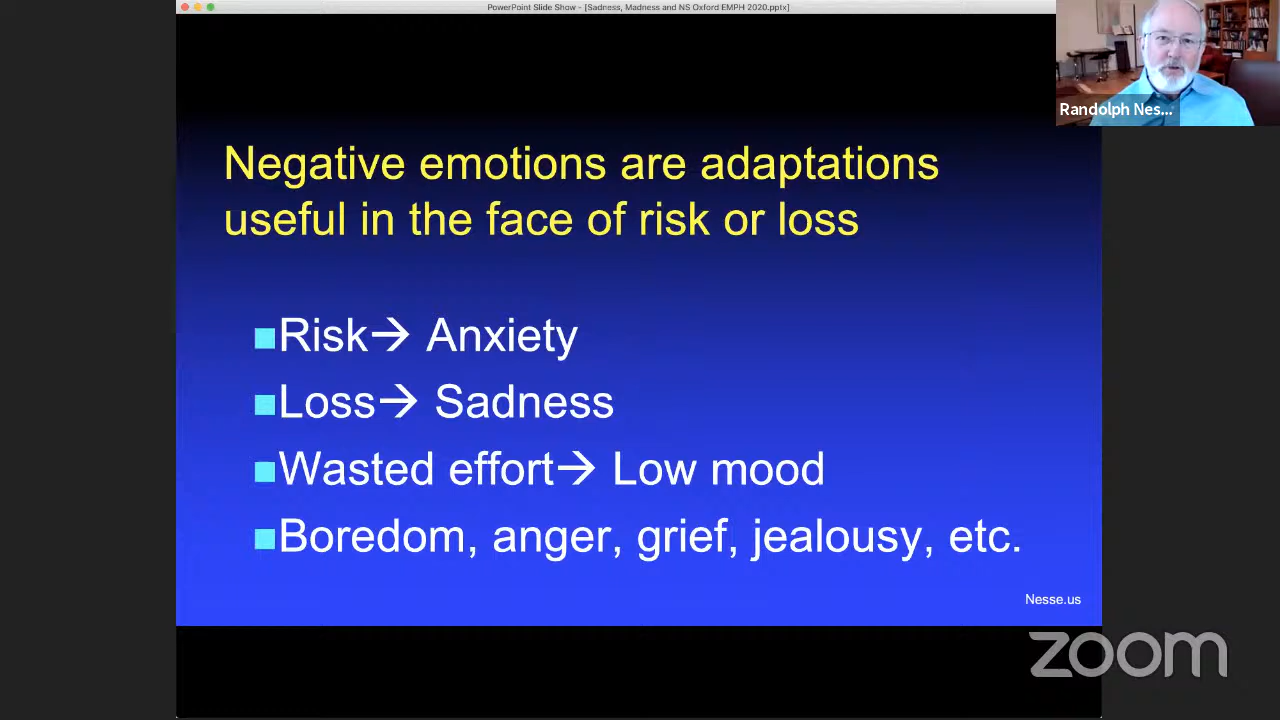 PowerPoint Slide Show - [Sadness, Madness and NS Oxford EMPH 2020.pptx]
Randolph Nes...
Negative emotions are adaptations
useful in the face of risk or loss
Risk→ Anxiety
Loss→ Sadness
Wasted effort→ Low mood
Boredom, anger, grief, jealousy, etc.
Nesse.us
zoom